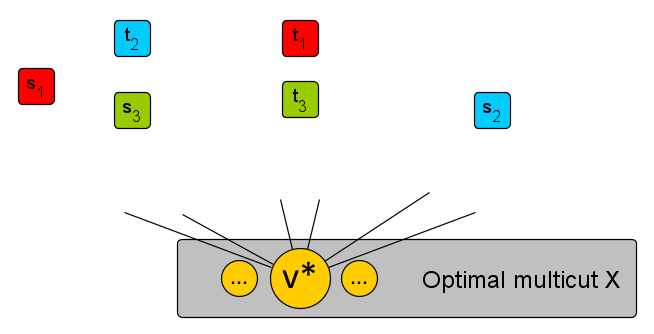 t2
t1
s1
t3
s3
s2
... v* ... Optimal multicut X